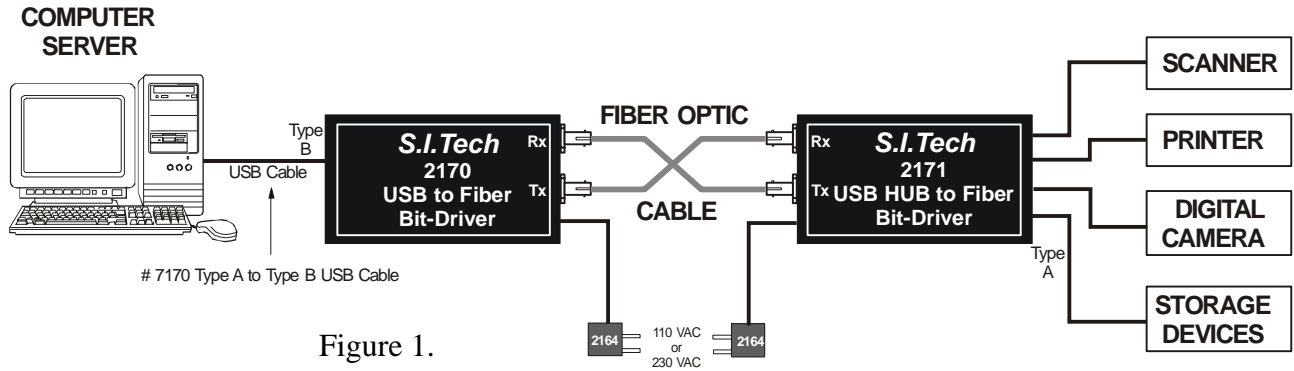 COMPUTER
SERVER
Type
B
USB Cable
# 7170 Type A to Type B USB Cable
S.I.Tech
2170
USB to Fiber
Bit-Driver
Rx
Tx
FIBER OPTIC
CABLE
Rx
Tx
S.I.Tech
2171
USB HUB to Fiber
Bit-Driver
Type
A
SCANNER
PRINTER
DIGITAL
CAMERA
STORAGE
DEVICES
2164
110 VAC
or
230 VAC
2164
Figure 1.